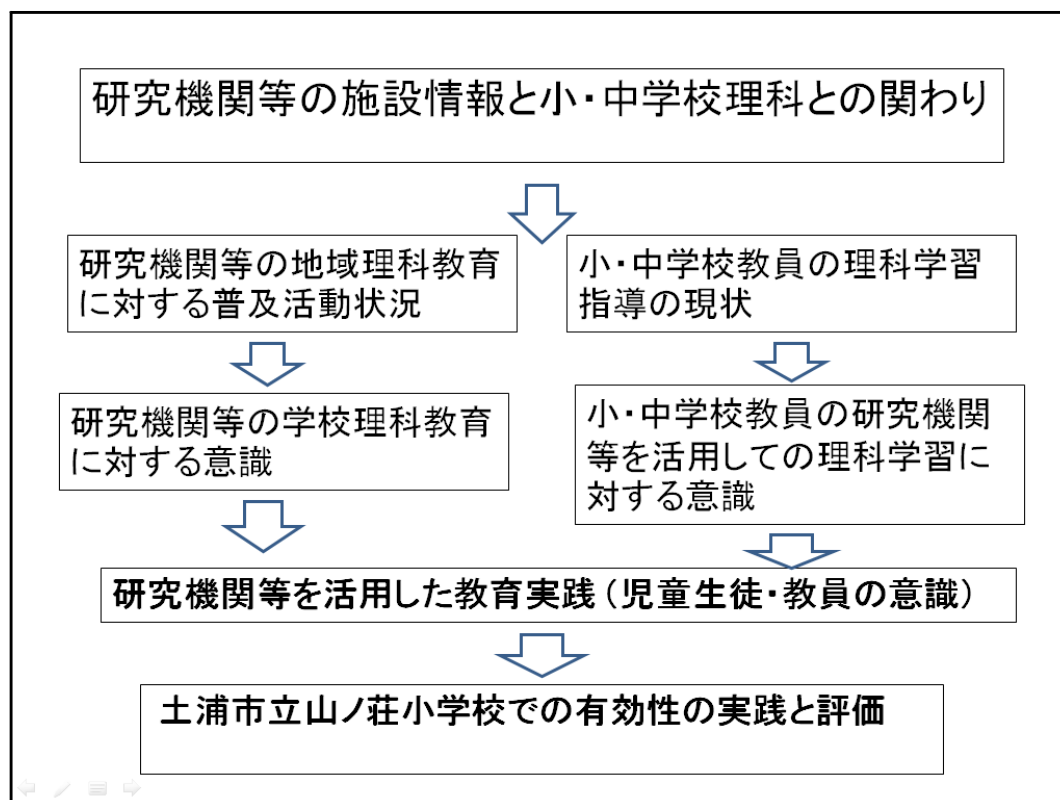 研究機関等の施設情報と小・中学校理科との関わり
研究機関等の地域理科教育
に対する普及活動状況
小・中学校教員の理科学習
指導の現状
研究機関等の学校理科教育
に対する意識
小・中学校教員の研究機関
等を活用しての理科学習に
対する意識
研究機関等を活用した教育実践（児童生徒・教員の意識）
土浦市立山ノ荘小学校での有効性の実践と評価